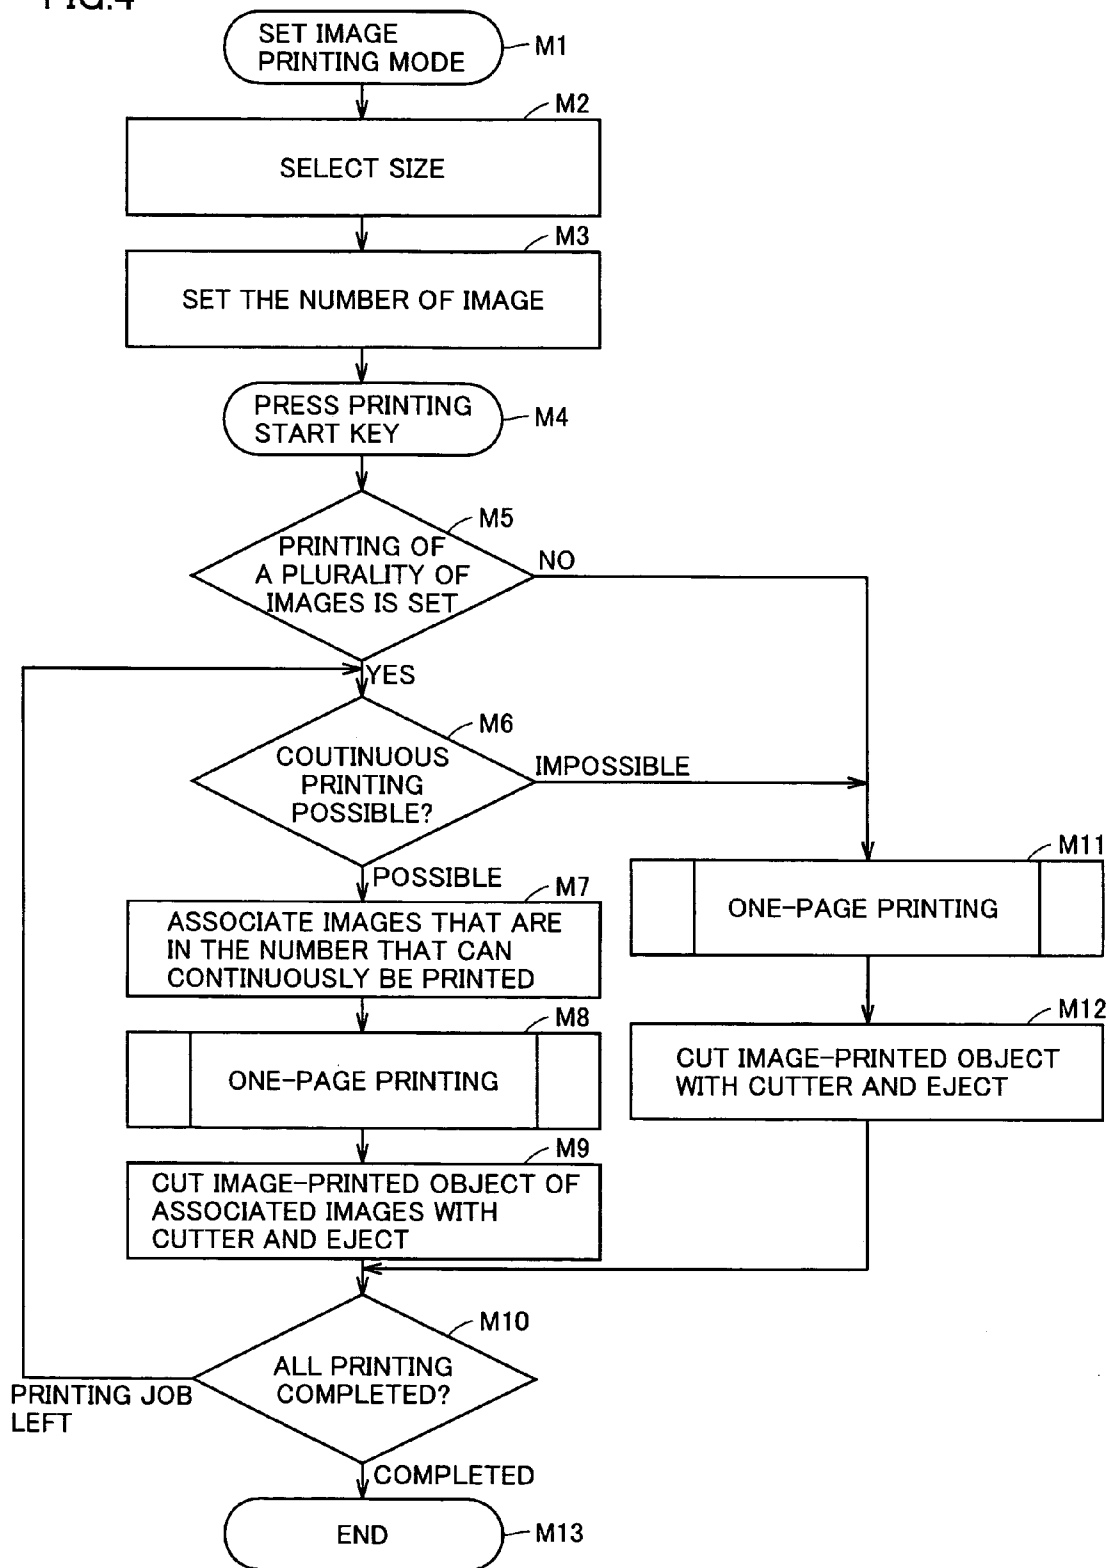 FIG.4
SET IMAGE
PRINTING MODE
M1
M2
SELECT SIZE
M3
SET THE NUMBER OF IMAGE
PRESS PRINTING
START KEY
M4
M5
PRINTING OF
A PLURALITY OF
IMAGES IS SET
NO
YES
M6
COUTINUOUS
PRINTING
POSSIBLE?
IMPOSSIBLE
POSSIBLE
M7
ASSOCIATE IMAGES THAT ARE
IN THE NUMBER THAT CAN
CONTINUOUSLY BE PRINTED
M8
ONE-PAGE PRINTING
M9
CUT IMAGE-PRINTED OBJECT OF
ASSOCIATED IMAGES WITH
CUTTER AND EJECT
M11
ONE-PAGE PRINTING
M12
CUT IMAGE-PRINTED OBJECT
WITH CUTTER AND EJECT
M10
ALL PRINTING
COMPLETED?
PRINTING JOB
LEFT
COMPLETED
END
M13